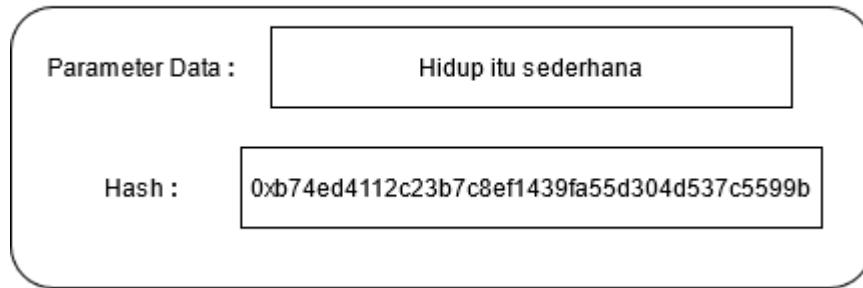 Parameter Data : Hidup itu sederhana
Hash : 0xb74ed4112c23b7c8ef1439fa55d304d537c5599b